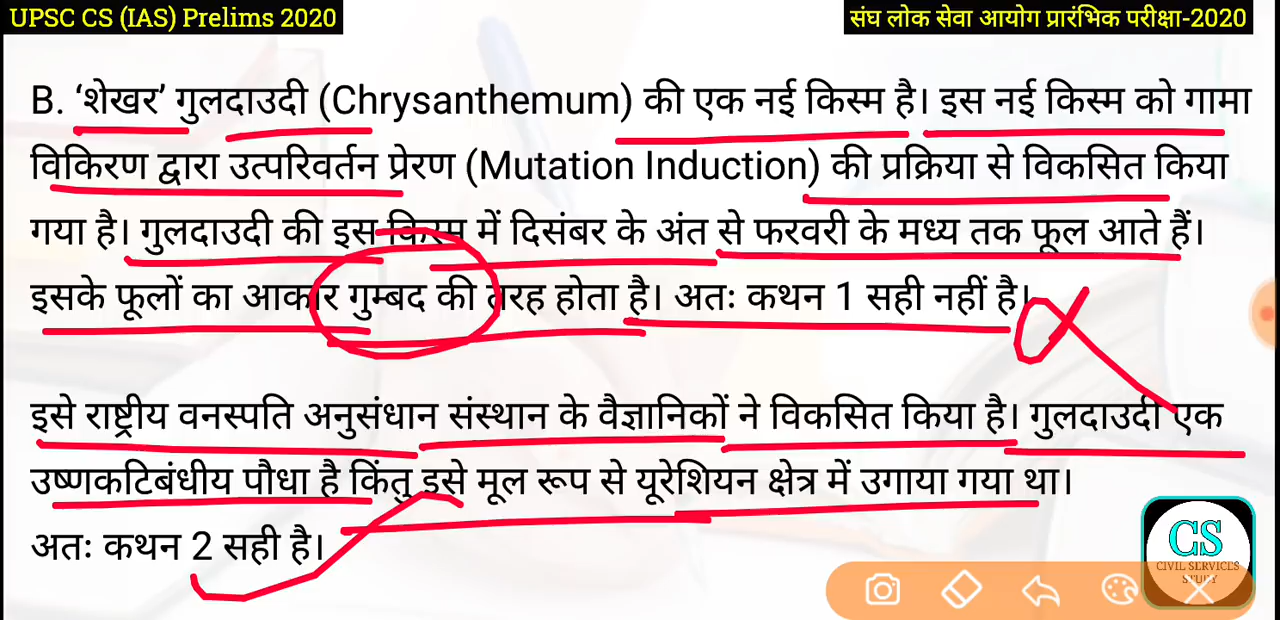 UPSC CS (IAS) Prelims 2020
संघ लोक सेवा आयोग प्रारंभिक परीक्षा-2020
B. ‘शेखर’ गुलदाउदी (Chrysanthemum) की एक नई किस्म है। इस नई किस्म को गामा
विकिरण द्वारा उत्परिवर्तन प्रेरण (Mutation Induction) की प्रक्रिया से विकसित किया
गया है। गुलदाउदी की इस किस्म में दिसंबर के अंत से फरवरी के मध्य तक फूल आते हैं।
इसके फूलों का आकार गुम्बद की तरह होता है। अतः कथन 1 सही नहीं है।
इसे राष्ट्रीय वनस्पति अनुसंधान संस्थान के वैज्ञानिकों ने विकसित किया है। गुलदाउदी एक
उष्णकटिबंधीय पौधा है किंतु इसे मूल रूप से यूरेशियन क्षेत्र में उगाया गया था।
अतः कथन 2 सही है।
CS
CIVIL SERVICES
STUDY